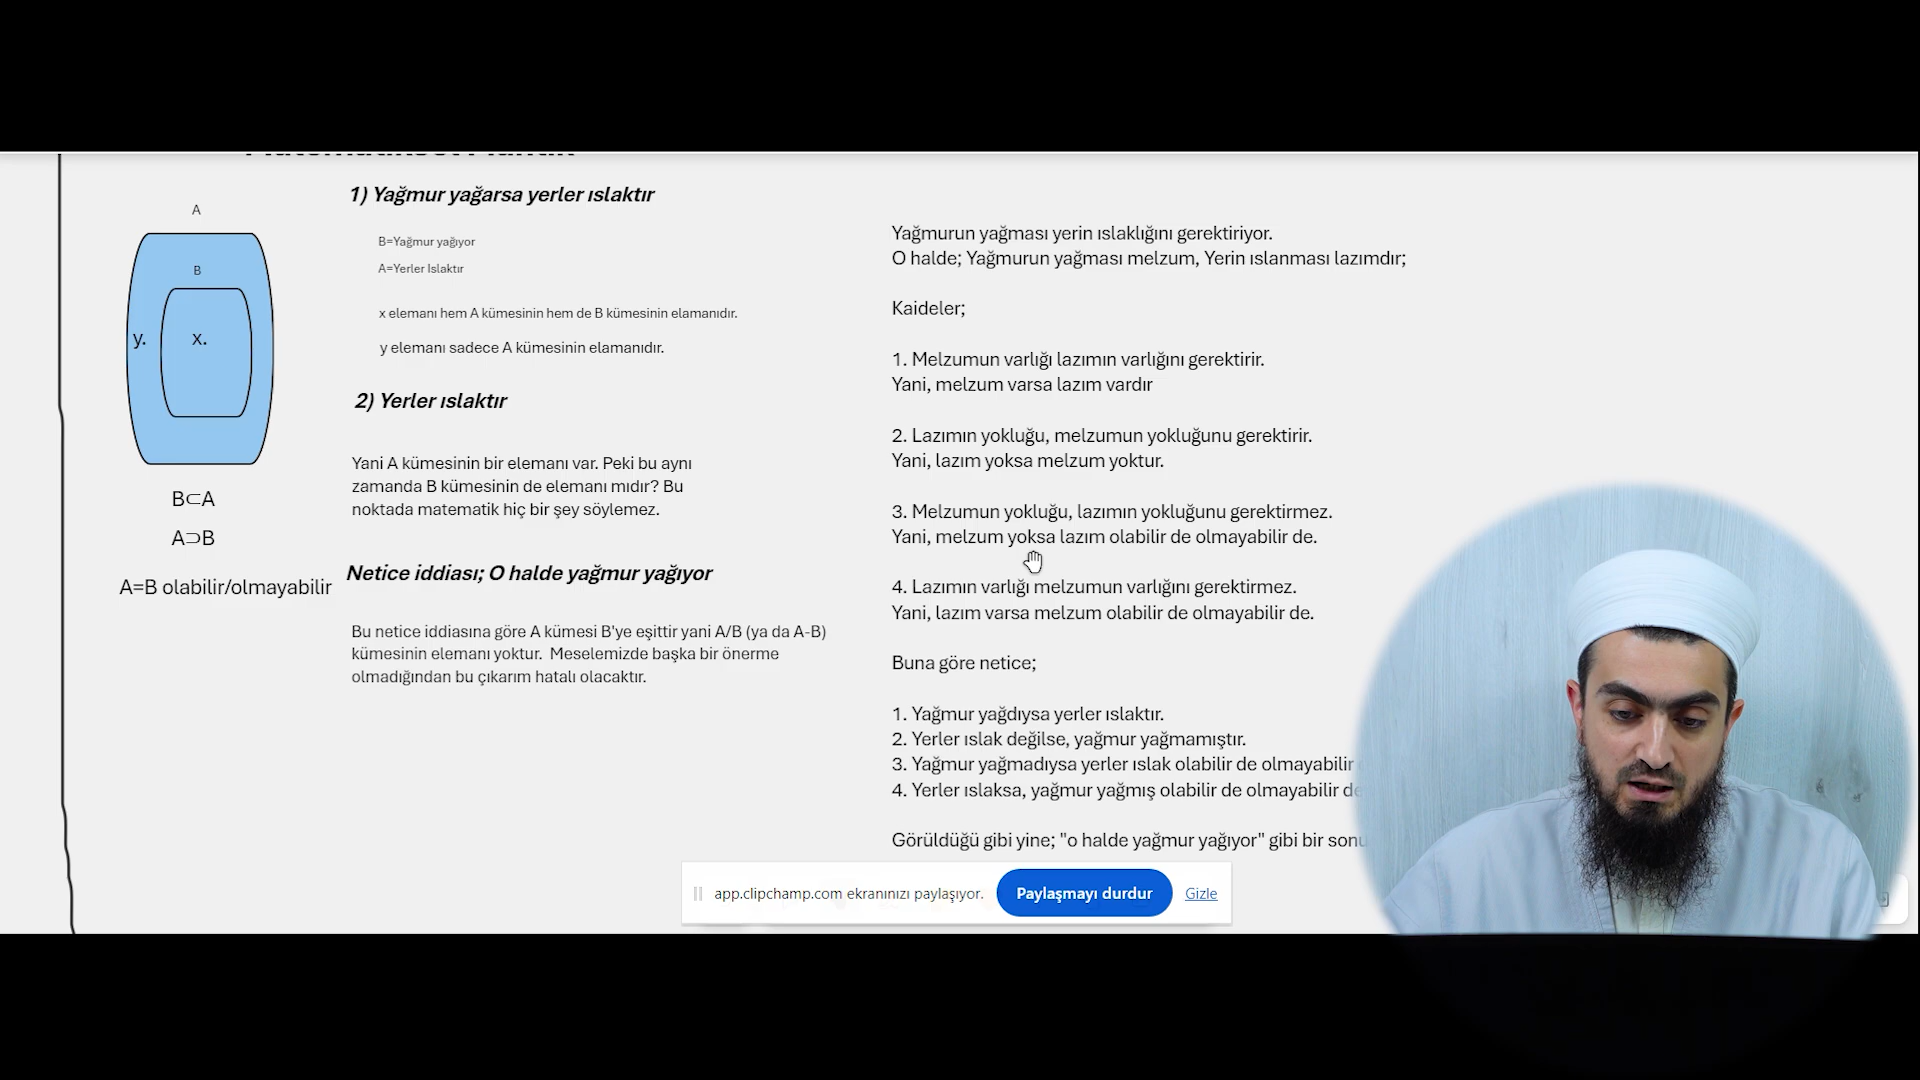 A
B
y. x.
B⊂A
A⊃B
A=B olabilir/olmayabilir
1) Yağmur yağarsa yerler ıslaktır
B=Yağmur yağıyor
A=Yerler Islaktır
x elemanı hem A kümesinin hem de B kümesinin elamanıdır.
y elemanı sadece A kümesinin elamanıdır.
2) Yerler ıslaktır
Yani A kümesinin bir elemanı var. Peki bu aynı
zamanda B kümesinin de elemanı mıdır? Bu
noktada matematik hiç bir şey söylemez.
Netice iddiası; O halde yağmur yağıyor
Bu netice iddiasına göre A kümesi B'ye eşittir yani A/B (ya da A-B)
kümesinin elemanı yoktur. Meselemizde başka bir önerme
olmadığından bu çıkarım hatalı olacaktır.
Yağmurun yağması yerin ıslaklığını gerektiriyor.
O halde; Yağmurun yağması melzum, Yerin ıslanması lazımdır;
Kaideler;
1. Melzumun varlığı lazımın varlığını gerektirir.
Yani, melzum varsa lazım vardır
2. Lazımın yokluğu, melzumun yokluğunu gerektirir.
Yani, lazım yoksa melzum yoktur.
3. Melzumun yokluğu, lazımın yokluğunu gerektirmez.
Yani, melzum yoksa lazım olabilir de olmayabilir de.
4. Lazımın varlığı melzumun varlığını gerektirmez.
Yani, lazım varsa melzum olabilir de olmayabilir de.
Buna göre netice;
1. Yağmur yağdıysa yerler ıslaktır.
2. Yerler ıslak değilse, yağmur yağmamıştır.
3. Yağmur yağmadıysa yerler ıslak olabilir de olmayabilir
4. Yerler ıslaksa, yağmur yağmış olabilir de olmayabilir de
Görüldüğü gibi yine; "o halde yağmur yağıyor" gibi bir
app.clipchamp.com ekranınızı paylaşıyor. Paylaşmayı durdur Gizle